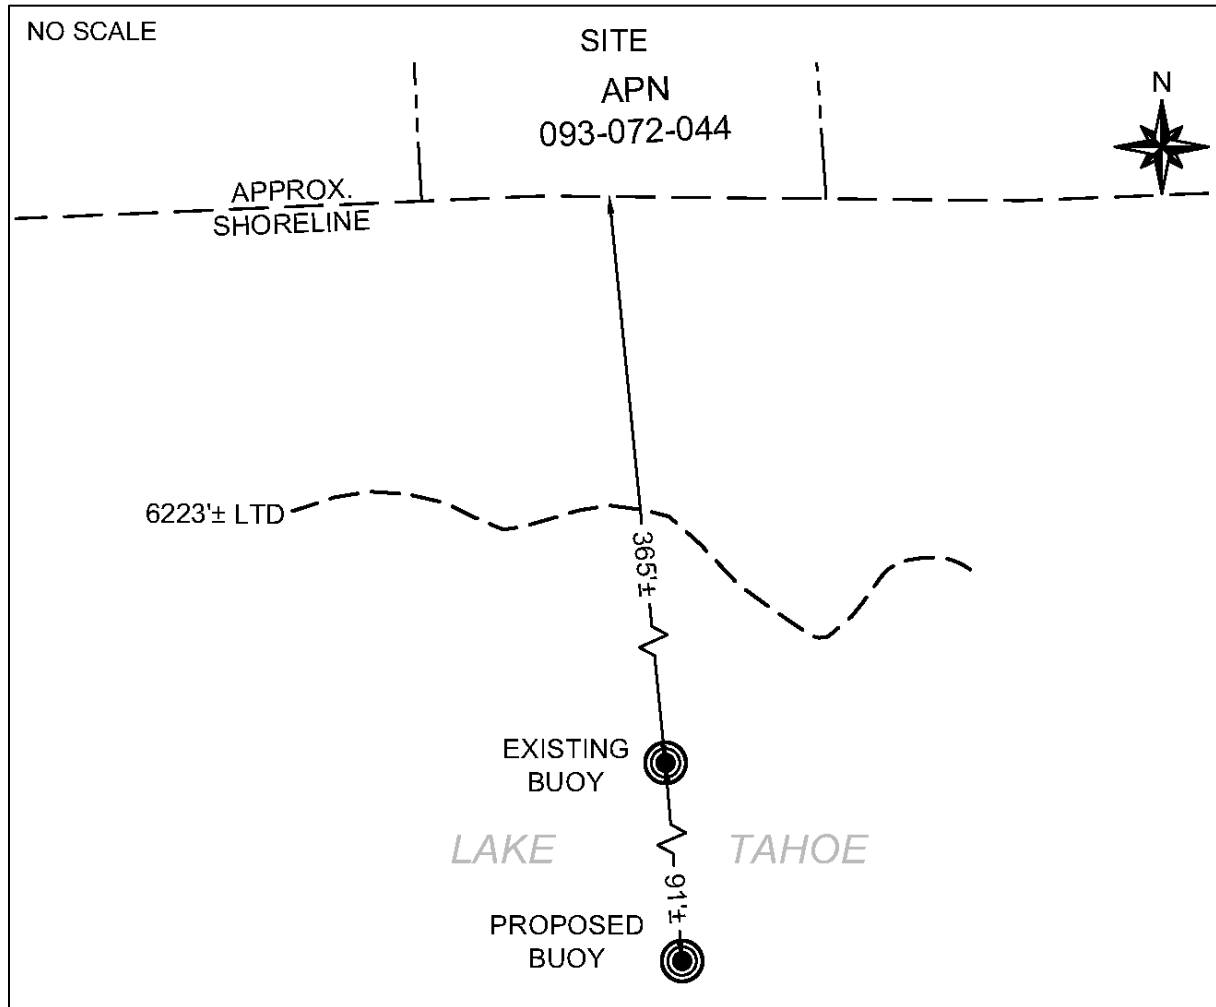 NO SCALE
SITE
APN
093-072-044
N
APPROX.
SHORELINE
6223'± LTD
365'±
EXISTING
BUOY
LAKE TAHOE
91'±
PROPOSED
BUOY